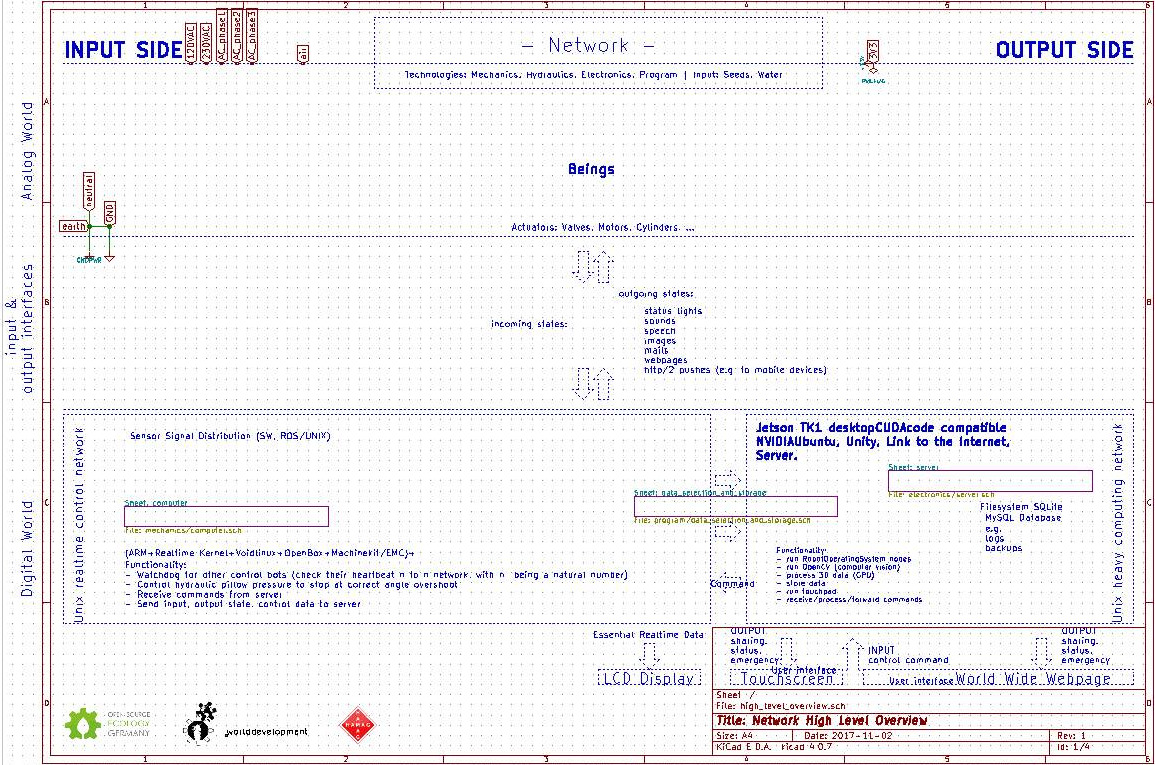 INPUT SIDE
120VAC
230VAC
AC_phase1
AC_phase2
AC_phase3
air
— Network —
Technologies: Mechanics, Hydraulics, Electronics, Program | Input: Seeds, Water
3V3
OUTPUT SIDE
Analog World
Beings
neutral
GND
earth
GNDPWR
Actuators: Valves, Motors, Cylinders, ...
input &
output interfaces
outgoing states:
incoming states:
status lights
sounds
speech
images
mails
webpages
http/2 pushes (e.g. to mobile devices)
Digital World
Unix realtime control network
Sensor Signal Distribution (SW, ROS/UNIX)
Sheet: computer
File: mechanics/computer.sch
(ARM+Realtime Kernel+Voidlinux+OpenBox+Machinekit/EMC)+
Functionality:
- Watchdog for other control bots (check their heartbeat n to n network, with n being a natural number)
- Control hydraulic pillow pressure to stop at correct angle overshoot
- Receive commands from server
- Send input, output state, control data to server
Sheet: data_selection_and_storage
File: program/data_selection_and_storage.sch
Command
Jetson TK1 desktopCUDAcode compatible
NVIDIAUbuntu, Unity, Link to the Internet,
Server.
Sheet: server
File: electronics/server.sch
Filesystem SQLite
MySQL Database
e.g.
logs
backups
Functionality:
- run RobotOperatingSystem nodes
- run OpenCV (computer vision)
- process 3D data (GPU)
- store data
- run touchpad
- receive/process/forward commands
Unix heavy computing network
Essential Realtime Data
LCD Display
OUTPUT
sharing,
status,
emergency
User interface
Touchscreen
INPUT
control command
OUTPUT
sharing,
status,
emergency
User interface World Wide Webpage
Sheet: /
File: high_level_overview.sch
Title: Network High Level Overview
Size: A4
Date: 2017-11-02
Rev: 1
KiCad E.D.A. kicad 4.0.7
Id: 1/4
OPEN SOURCE
ECOLOGY
GERMANY
.worlddevelopment